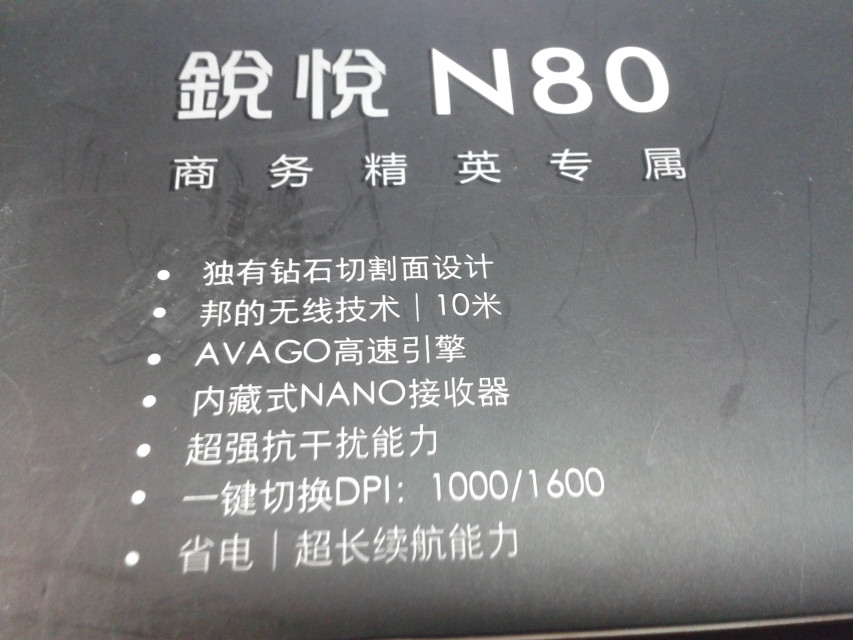 銳悅 N80
商务精英专属
• 独有钻石切割面设计
• 邦的无线技术｜10米
• AVAGO高速引擎
• 内藏式NANO接收器
• 超强抗干扰能力
• 一键切换DPI：1000/1600
• 省电｜超长续航能力